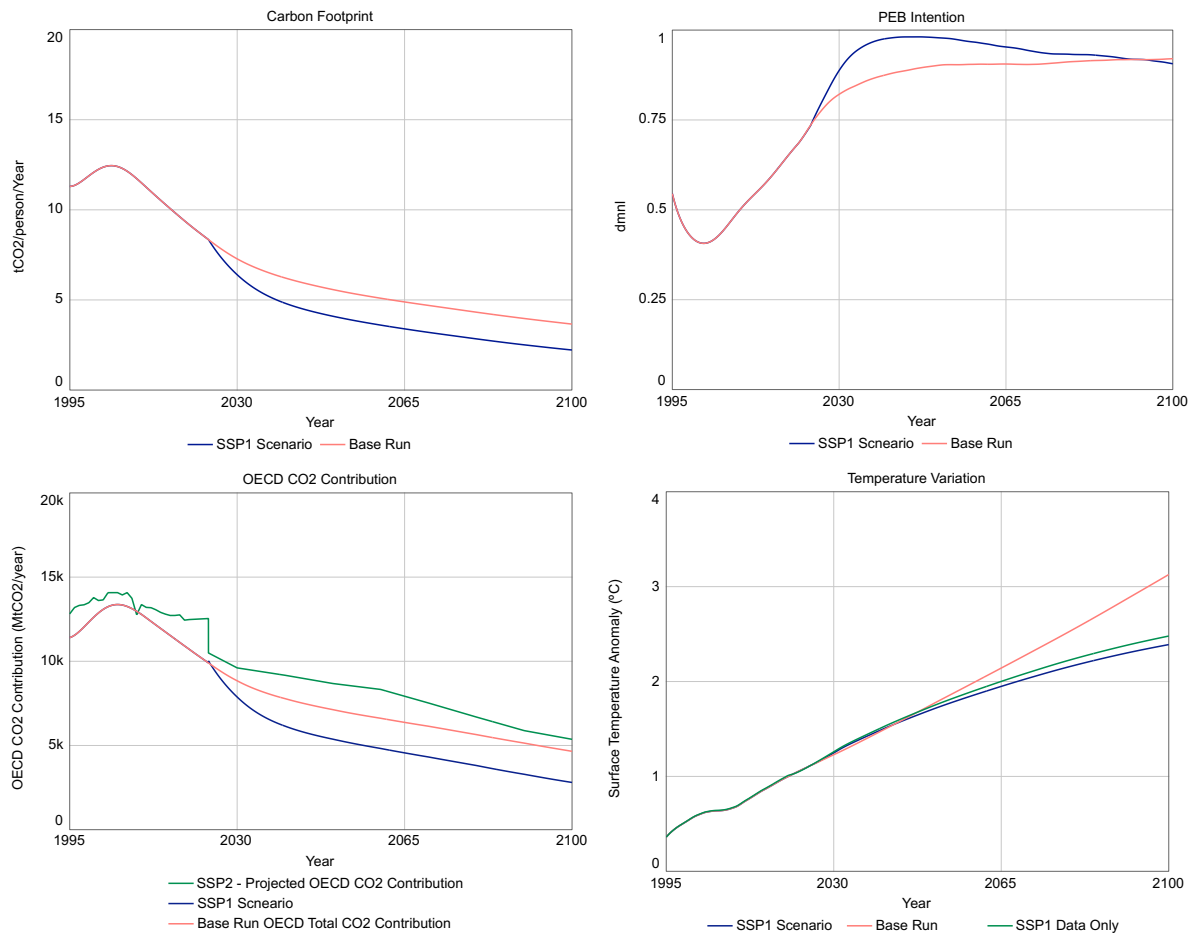 Carbon Footprint
20
15
10
5
0
tCO2/person/Year
1995
2030
2065
2100
Year
SSP1 Scenario
Base Run
PEB Intention
1
0.75
0.5
0.25
0
dmnl
1995
2030
2065
2100
Year
SSP1 Scneario
Base Run
OECD CO2 Contribution
20k
15k
10k
5k
0
OECD CO2 Contribution (MtCO2/year)
1995
2030
2065
2100
Year
SSP2 - Projected OECD CO2 Contribution
SSP1 Scneario
Base Run OECD Total CO2 Contribution
Temperature Variation
4
3
2
1
0
Surface Temperature Anomaly (ºC)
1995
2030
2065
2100
Year
SSP1 Scenario
Base Run
SSP1 Data Only